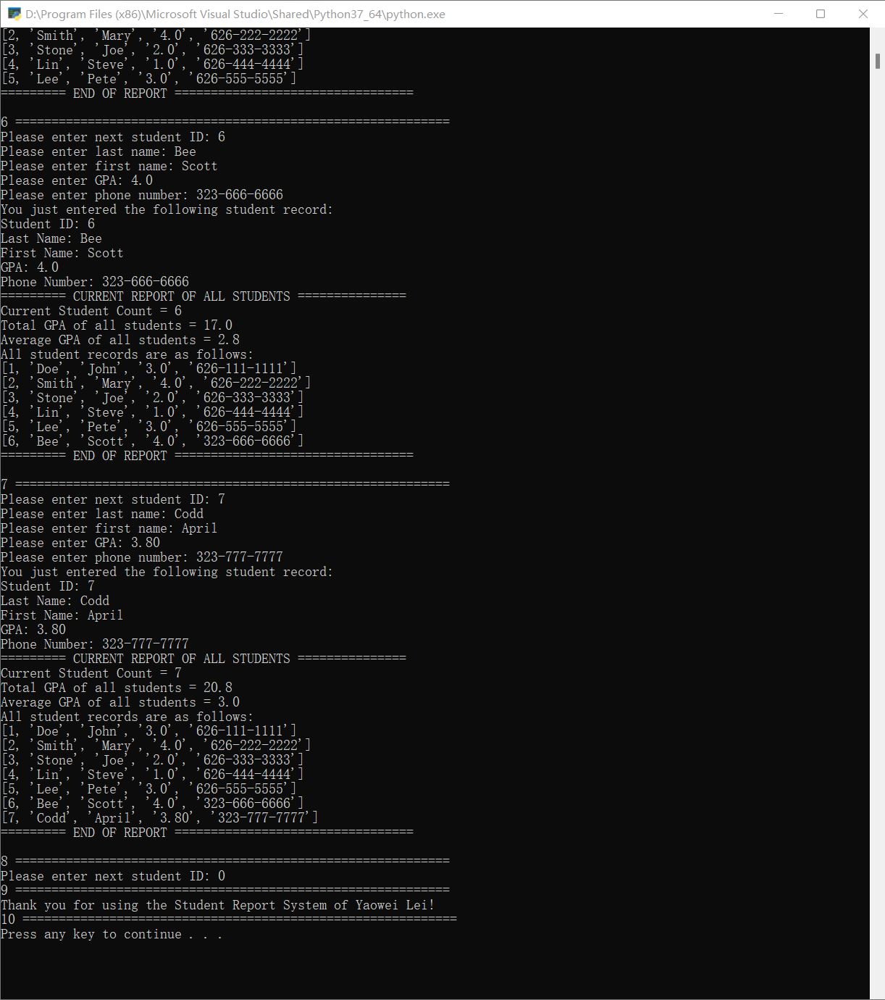 D:\Program Files (x86)\Microsoft Visual Studio\Shared\Python37_64\python.exe
[2, 'Smith', 'Mary', '4.0', '626-222-2222']
[3, 'Stone', 'Joe', '2.0', '626-333-3333']
[4, 'Lin', 'Steve', '1.0', '626-444-4444']
[5, 'Lee', 'Pete', '3.0', '626-555-5555']
========= END OF REPORT =================================
6 ============================================================
Please enter next student ID: 6
Please enter last name: Bee
Please enter first name: Scott
Please enter GPA: 4.0
Please enter phone number: 323-666-6666
You just entered the following student record:
Student ID: 6
Last Name: Bee
First Name: Scott
GPA: 4.0
Phone Number: 323-666-6666
========= CURRENT REPORT OF ALL STUDENTS ===============
Current Student Count = 6
Total GPA of all students = 17.0
Average GPA of all students = 2.8
All student records are as follows:
[1, 'Doe', 'John', '3.0', '626-111-1111']
[2, 'Smith', 'Mary', '4.0', '626-222-2222']
[3, 'Stone', 'Joe', '2.0', '626-333-3333']
[4, 'Lin', 'Steve', '1.0', '626-444-4444']
[5, 'Lee', 'Pete', '3.0', '626-555-5555']
[6, 'Bee', 'Scott', '4.0', '323-666-6666']
========= END OF REPORT =================================
7 ============================================================
Please enter next student ID: 7
Please enter last name: Codd
Please enter first name: April
Please enter GPA: 3.80
Please enter phone number: 323-777-7777
You just entered the following student record:
Student ID: 7
Last Name: Codd
First Name: April
GPA: 3.80
Phone Number: 323-777-7777
========= CURRENT REPORT OF ALL STUDENTS ===============
Current Student Count = 7
Total GPA of all students = 20.8
Average GPA of all students = 3.0
All student records are as follows:
[1, 'Doe', 'John', '3.0', '626-111-1111']
[2, 'Smith', 'Mary', '4.0', '626-222-2222']
[3, 'Stone', 'Joe', '2.0', '626-333-3333']
[4, 'Lin', 'Steve', '1.0', '626-444-4444']
[5, 'Lee', 'Pete', '3.0', '626-555-5555']
[6, 'Bee', 'Scott', '4.0', '323-666-6666']
[7, 'Codd', 'April', '3.80', '323-777-7777']
========= END OF REPORT =================================
8 ============================================================
Please enter next student ID: 0
9 ============================================================
Thank you for using the Student Report System of Yaowei Lei!
10 ============================================================
Press any key to continue . . .